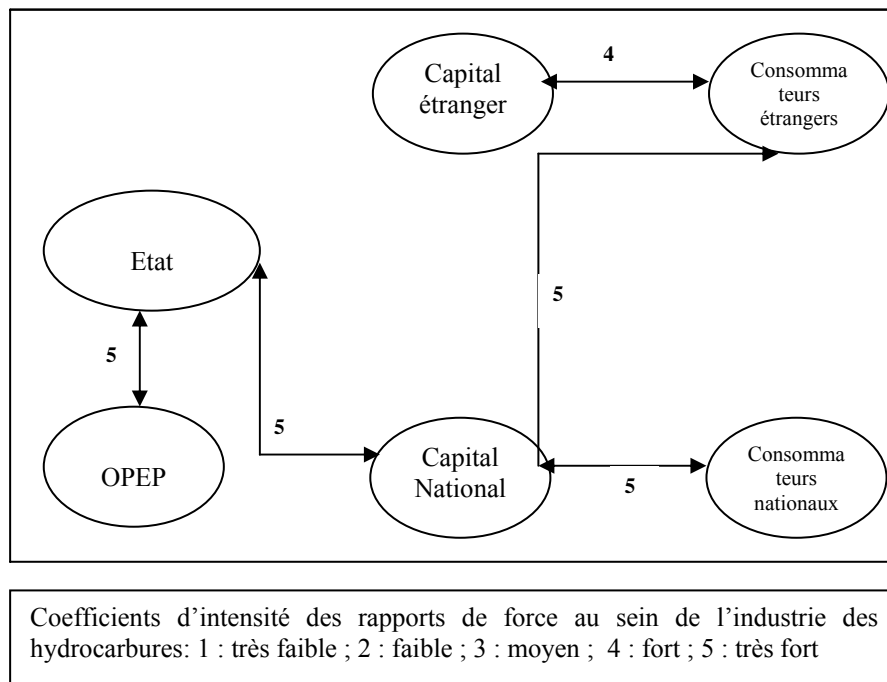 Capital
étranger
4
Consomma
teurs
étrangers
Etat
5
5
OPEP
5
Capital
National
5
Consomma
teurs
nationaux
Coefficients d’intensité des rapports de force au sein de l’industrie des
hydrocarbures: 1 : très faible ; 2 : faible ; 3 : moyen ; 4 : fort ; 5 : très fort